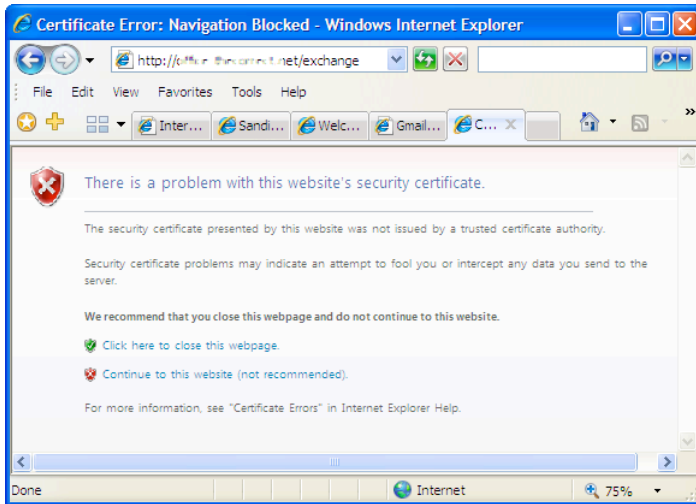 Certificate Error: Navigation Blocked - Windows Internet Explorer
http:// .net/exchange
File Edit View Favorites Tools Help
Inter... Sandi... Welc... Gmail... C...
There is a problem with this website's security certificate.
The security certificate presented by this website was not issued by a trusted certificate authority.
Security certificate problems may indicate an attempt to fool you or intercept any data you send to the
server.
We recommend that you close this webpage and do not continue to this website.
Click here to close this webpage.
Continue to this website (not recommended).
For more information, see "Certificate Errors" in Internet Explorer Help.
Done Internet 75%